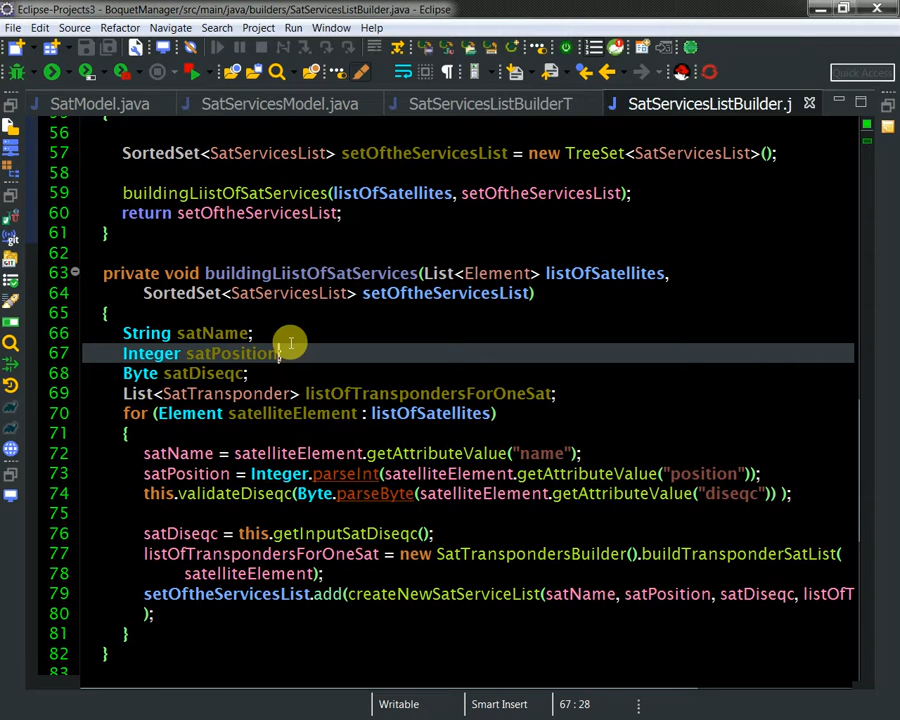 Eclipse-Projects3 - BoquetManager/src/main/java/builders/SatServicesListBuilder.java - Eclipse
File Edit Source Refactor Navigate Search Project Run Window Help
Quick Access
SatModel.java SatServicesModel.java SatServicesListBuilderT SatServicesListBuilder.j
56
57 SortedSet<SatServicesList> setOftheServicesList = new TreeSet<SatServicesList>();
58
59 buildingLiistOfSatServices(listOfSatellites, setOftheServicesList);
60 return setOftheServicesList;
61 }
62
63 private void buildingLiistOfSatServices(List<Element> listOfSatellites,
64 SortedSet<SatServicesList> setOftheServicesList)
65 {
66 String satName;
67 Integer satPosition;
68 Byte satDiseqc;
69 List<SatTransponder> listOfTranspondersForOneSat;
70 for (Element satelliteElement : listOfSatellites)
71 {
72 satName = satelliteElement.getAttributeValue("name");
73 satPosition = Integer.parseInt(satelliteElement.getAttributeValue("position"));
74 this.validateDiseqc(Byte.parseByte(satelliteElement.getAttributeValue("diseqc")) );
75
76 satDiseqc = this.getInputSatDiseqc();
77 listOfTranspondersForOneSat = new SatTranspondersBuilder().buildTransponderSatList(
78 satelliteElement);
79 setOftheServicesList.add(createNewSatServiceList(satName, satPosition, satDiseqc, listOfT
80 );
81 }
82 }
83
Writable Smart Insert 67 : 28